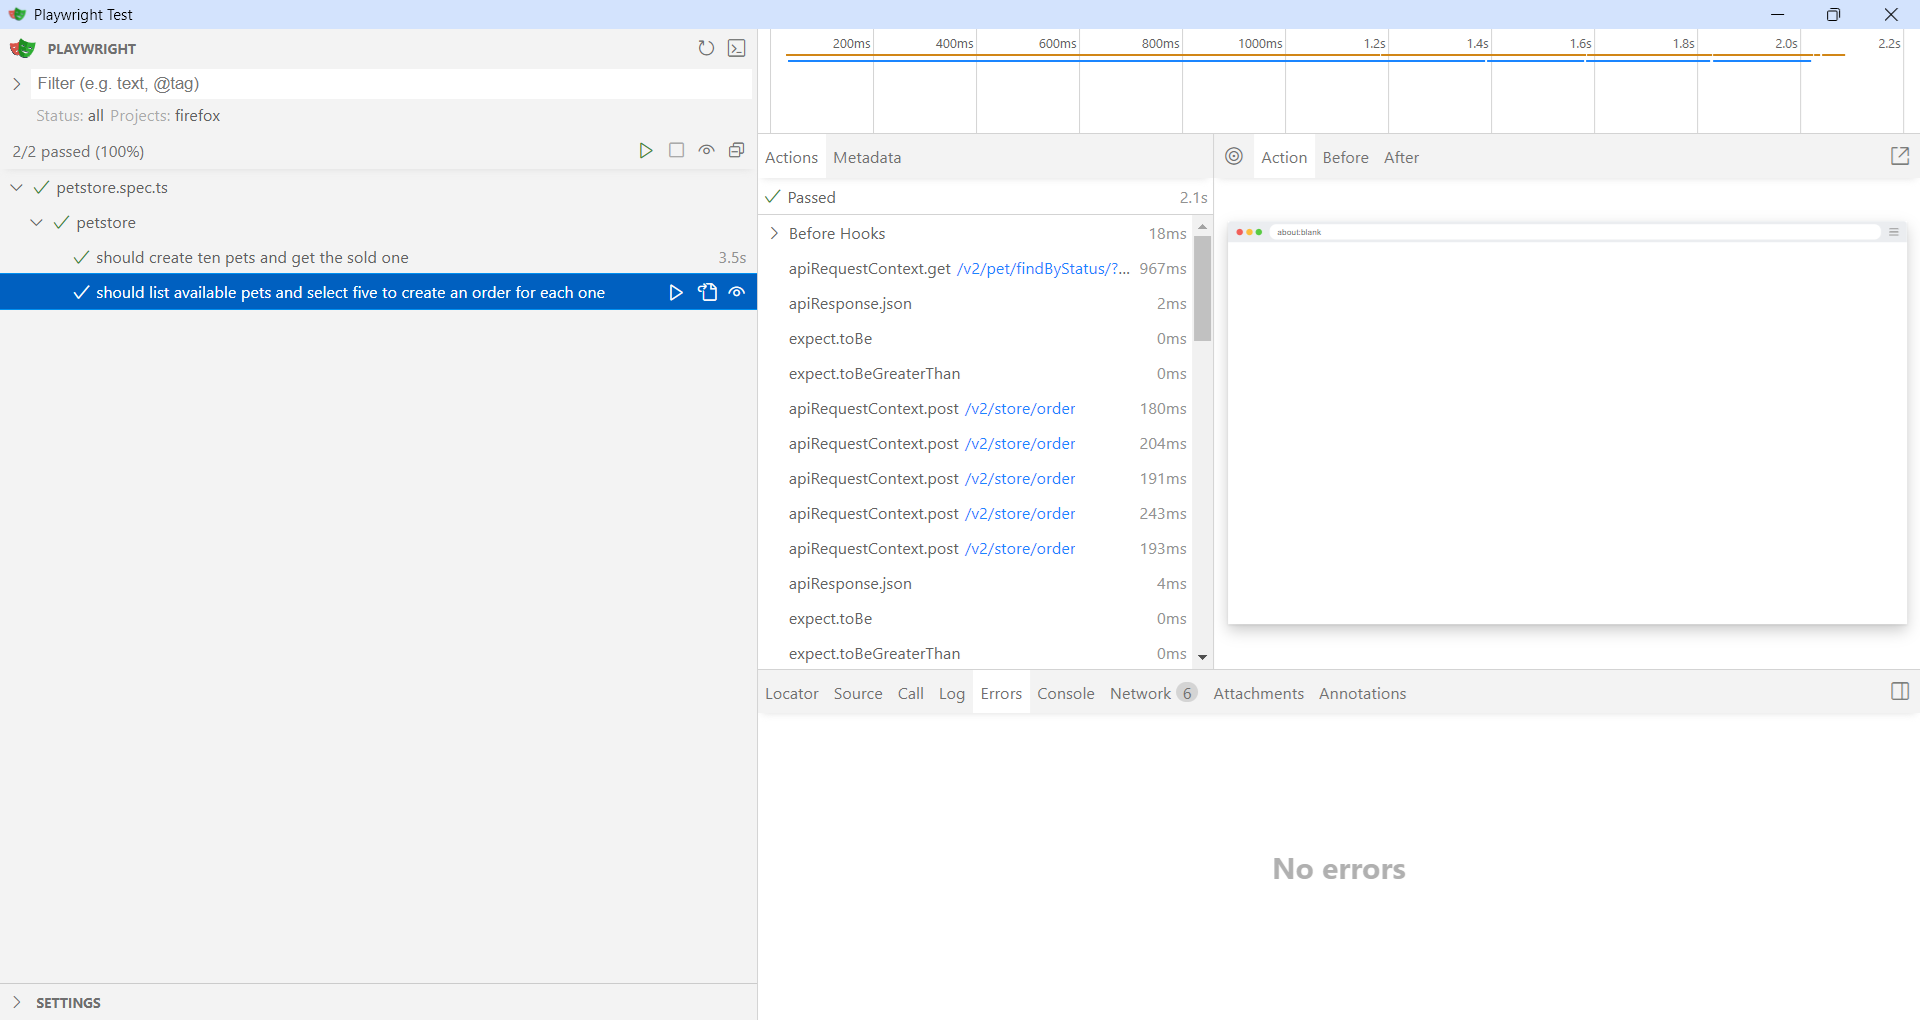 Playwright Test
PLAYWRIGHT
Filter (e.g. text, @tag)
Status: all Projects: firefox
2/2 passed (100%)
petstore.spec.ts
petstore
should create ten pets and get the sold one 3.5s
should list available pets and select five to create an order for each one
SETTINGS
200ms 400ms 600ms 800ms 1000ms 1.2s 1.4s 1.6s 1.8s 2.0s 2.2s
Actions Metadata
Passed 2.1s
Before Hooks 18ms
apiRequestContext.get /v2/pet/findByStatus/?... 967ms
apiResponse.json 2ms
expect.toBe 0ms
expect.toBeGreaterThan 0ms
apiRequestContext.post /v2/store/order 180ms
apiRequestContext.post /v2/store/order 204ms
apiRequestContext.post /v2/store/order 191ms
apiRequestContext.post /v2/store/order 243ms
apiRequestContext.post /v2/store/order 193ms
apiResponse.json 4ms
expect.toBe 0ms
expect.toBeGreaterThan 0ms
Action Before After
about:blank
Locator Source Call Log Errors Console Network 6 Attachments Annotations
No errors